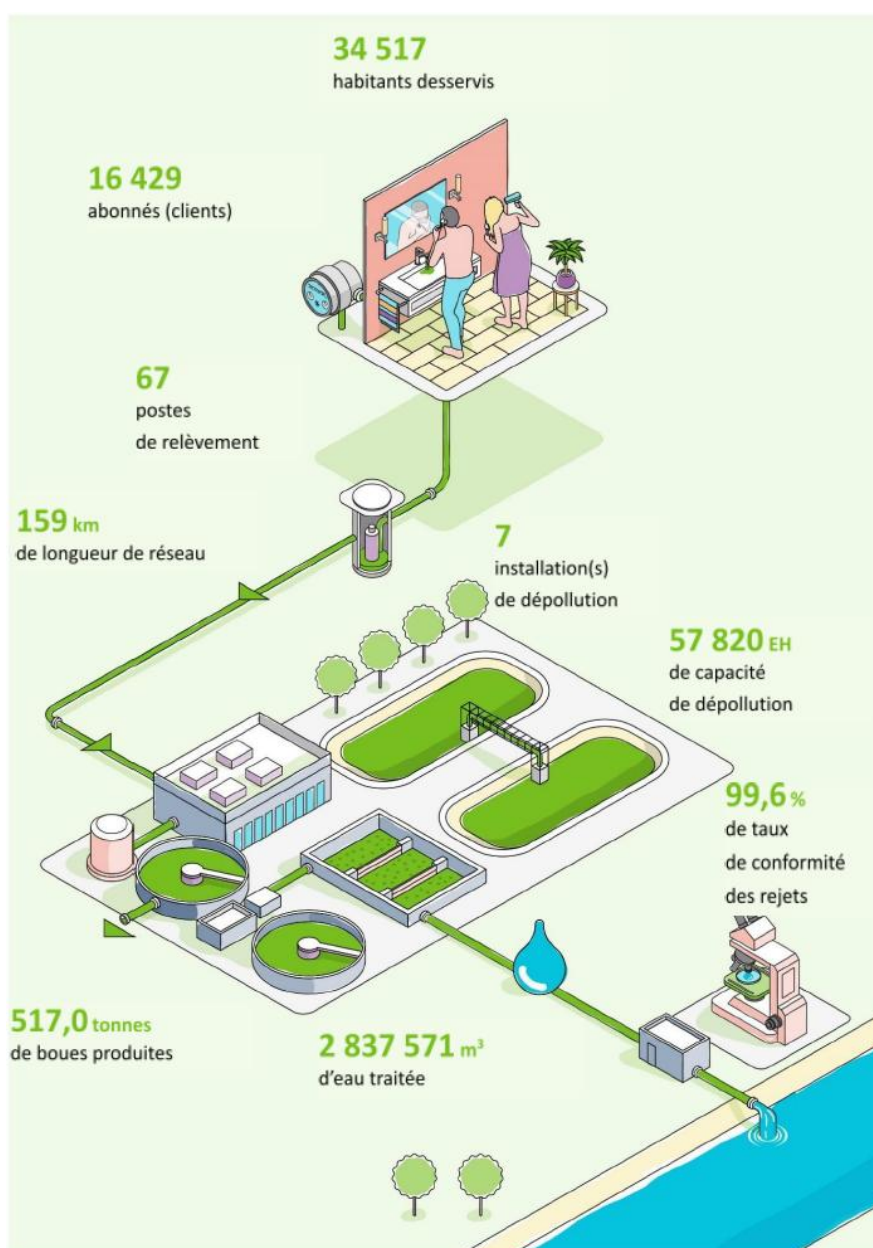 34 517
habitants desservis
16 429
abonnés (clients)
67
postes
de relèvement
159 km
de longueur de réseau
7
installation(s)
de dépollution
57 820 EH
de capacité
de dépollution
99,6 %
de taux
de conformité
des rejets
517,0 tonnes
de boues produites
2 837 571 m³
d'eau traitée